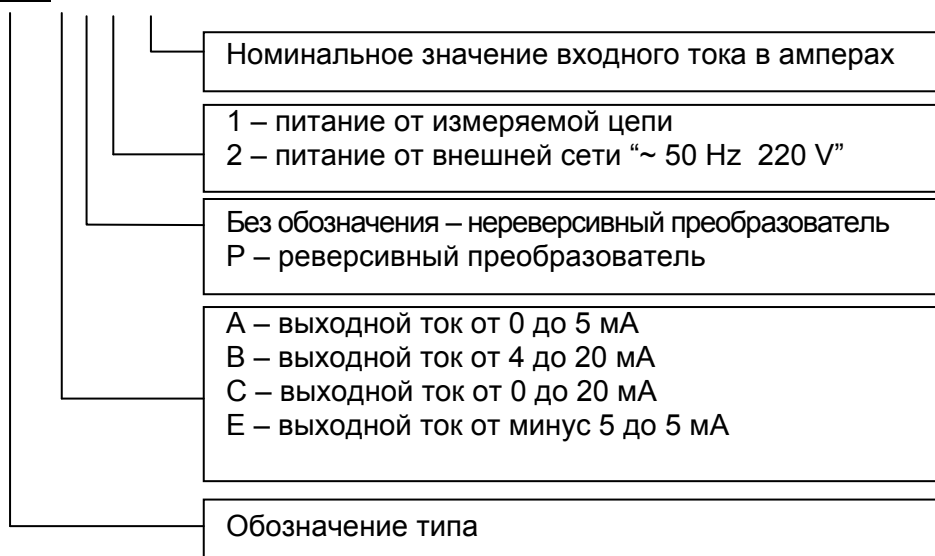 Номинальное значение входного тока в амперах
1 – питание от измеряемой цепи
2 – питание от внешней сети “~ 50 Hz 220 V”
Без обозначения – нереверсивный преобразователь
Р – реверсивный преобразователь
А – выходной ток от 0 до 5 мА
В – выходной ток от 4 до 20 мА
С – выходной ток от 0 до 20 мА
Е – выходной ток от минус 5 до 5 мА
Обозначение типа